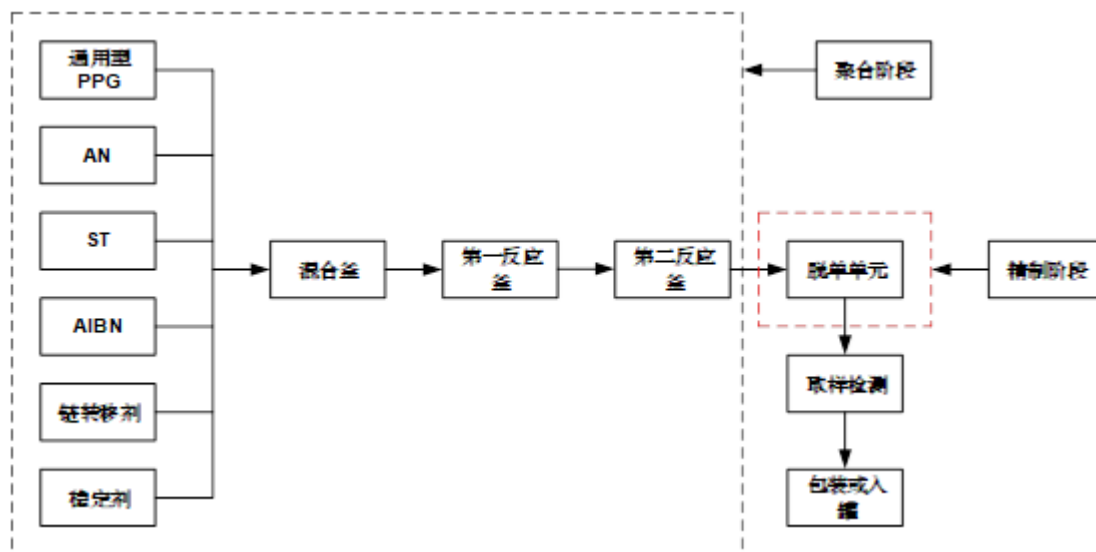 通用型
PPG
聚合阶段
AN
ST
混合釜
第一反应
釜
第二反应
釜
脱单单元
精制阶段
AIBN
取样检测
链转移剂
稳定剂
包装或入
罐